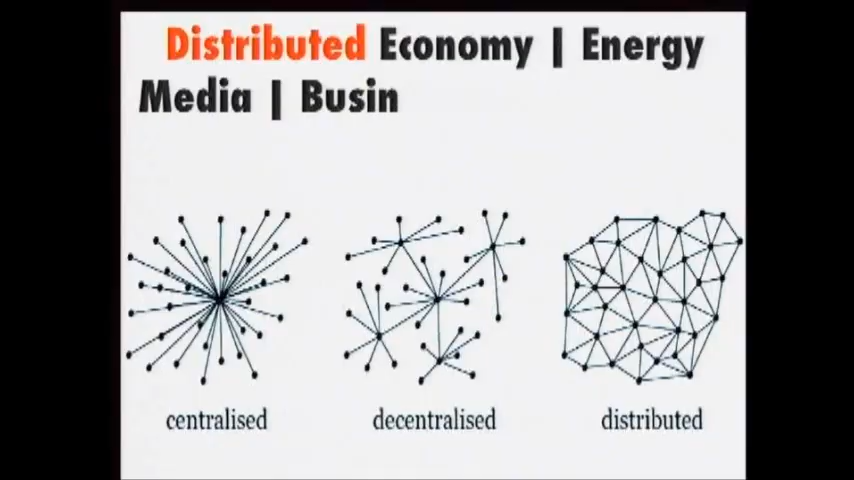 Distributed Economy | Energy
Media | Busin
centralised decentralised distributed